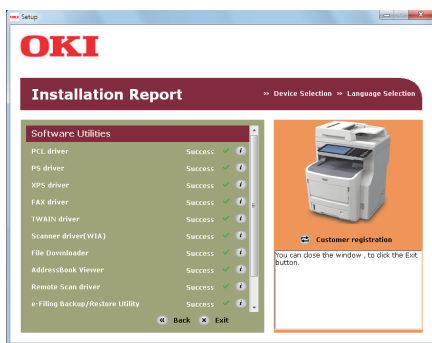 Setup
OKI
Installation Report
» Device Selection » Language Selection
Software Utilities
PCL driver Success
PS driver Success
XPS driver Success
FAX driver Success
TWAIN driver Success
Scanner driver(WIA) Success
File Downloader Success
AddressBook Viewer Success
Remote Scan driver Success
e-Filing Backup/Restore Utility Success
Back Exit
Customer registration
You can close the window , to click the Exit
button.